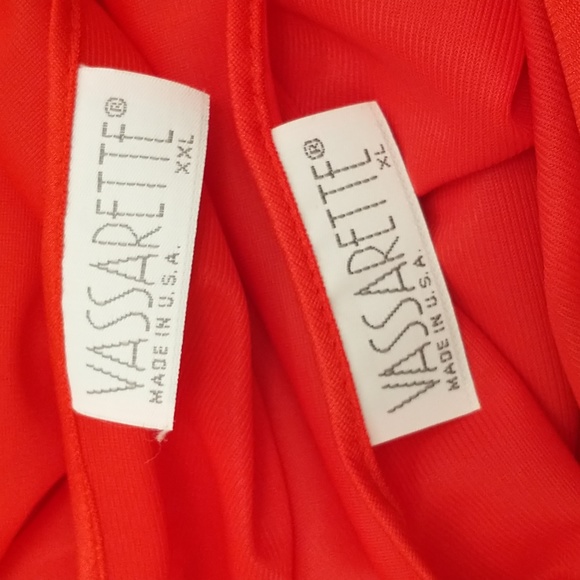 VASSARETTE®
XXL
MADE IN U.S.A.
VASSARETTE®
XL
MADE IN U.S.A.